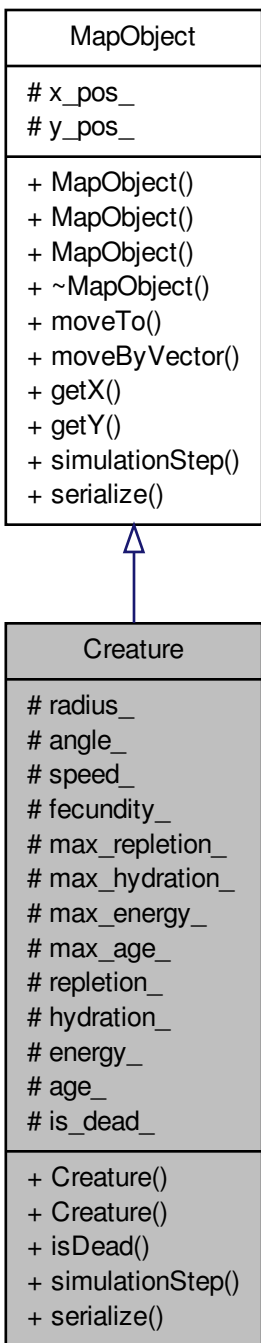 MapObject
# x_pos_
# y_pos_
+ MapObject()
+ MapObject()
+ MapObject()
+ ~MapObject()
+ moveTo()
+ moveByVector()
+ getX()
+ getY()
+ simulationStep()
+ serialize()
Creature
# radius_
# angle_
# speed_
# fecundity_
# max_repletion_
# max_hydration_
# max_energy_
# max_age_
# repletion_
# hydration_
# energy_
# age_
# is_dead_
+ Creature()
+ Creature()
+ isDead()
+ simulationStep()
+ serialize()